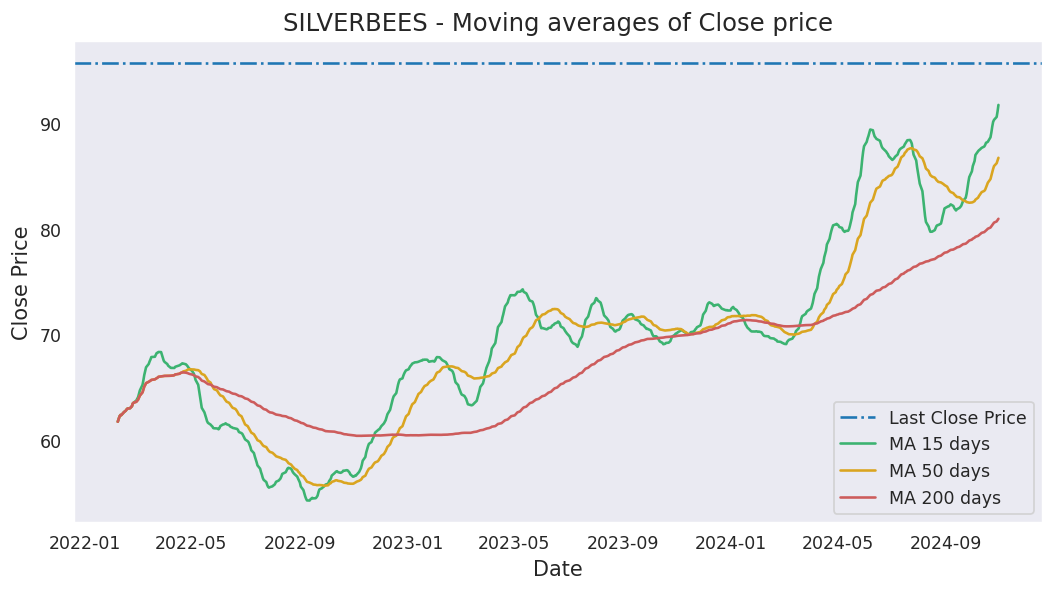 SILVERBEES - Moving averages of Close price
Close Price
90
80
70
60
Last Close Price
MA 15 days
MA 50 days
MA 200 days
2022-01 2022-05 2022-09 2023-01 2023-05 2023-09 2024-01 2024-05 2024-09
Date